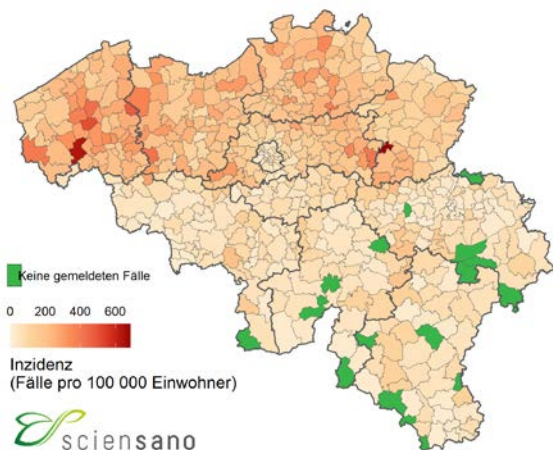 Keine gemeldeten Fälle
0 200 400 600
Inzidenz
(Fälle pro 100 000 Einwohner)
sciensano